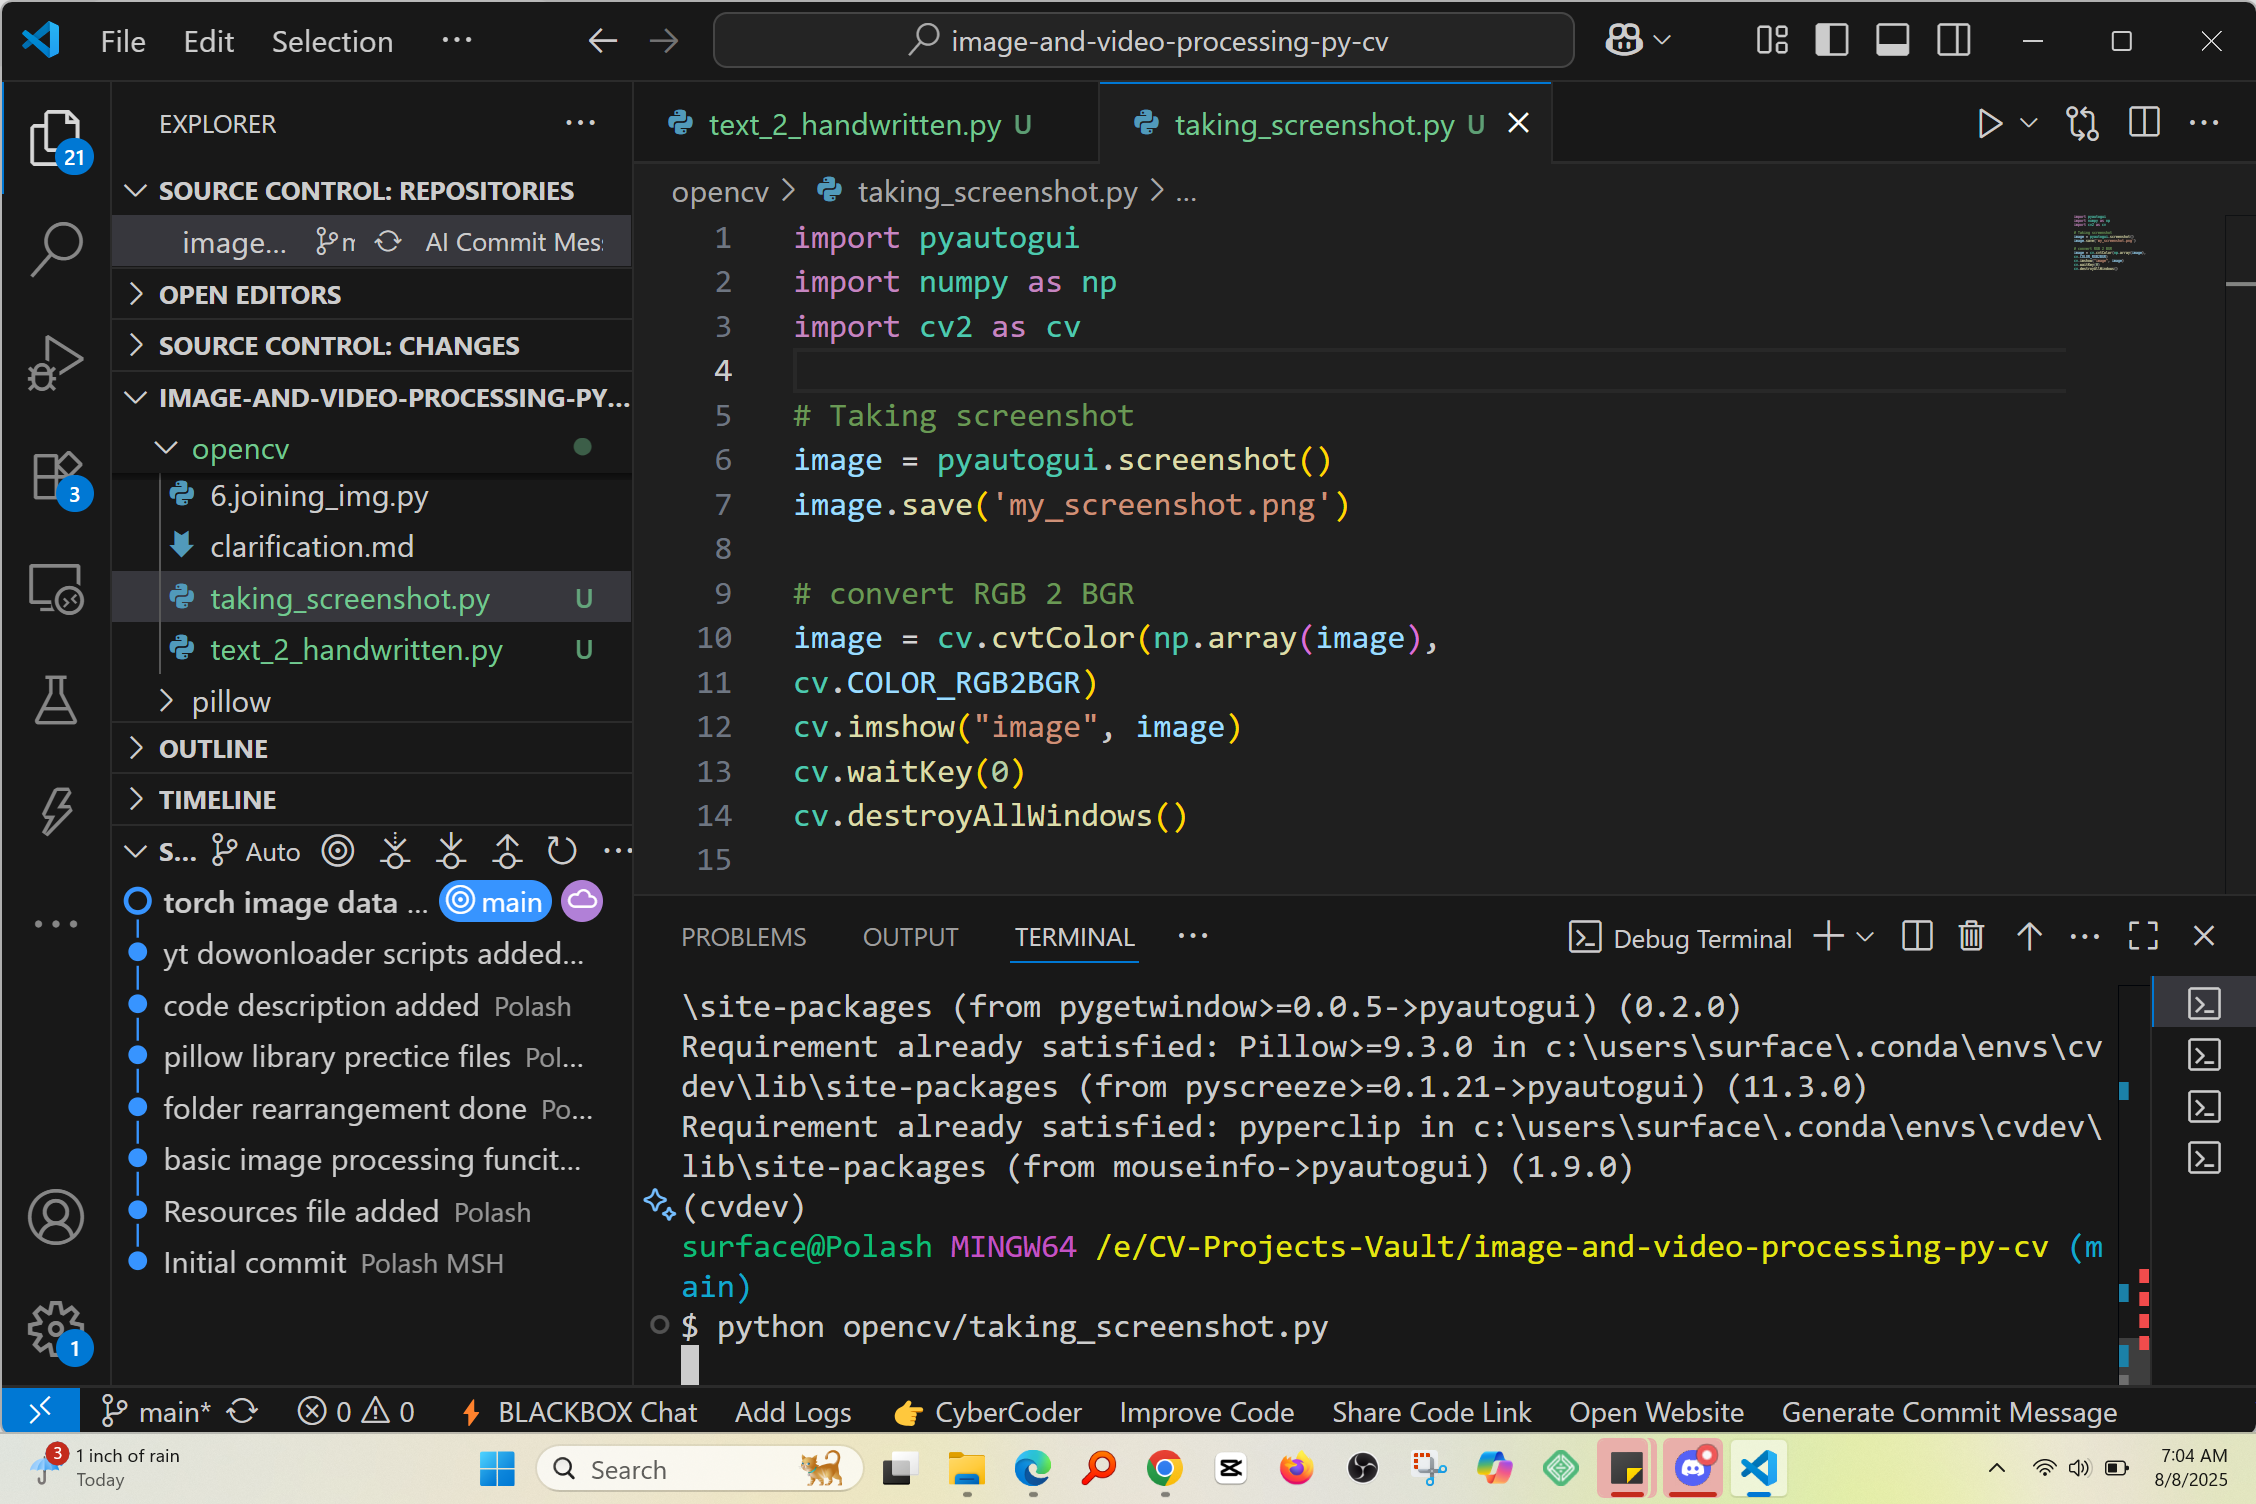 File Edit Selection ···
image-and-video-processing-py-cv
EXPLORER
21
SOURCE CONTROL: REPOSITORIES
image... AI Commit Mes
OPEN EDITORS
SOURCE CONTROL: CHANGES
IMAGE-AND-VIDEO-PROCESSING-PY...
opencv
6.joining_img.py
clarification.md
taking_screenshot.py U
text_2_handwritten.py U
pillow
OUTLINE
TIMELINE
S... Auto
torch image data ... main
yt dowonloader scripts added...
code description added Polash
pillow library prectice files Pol...
folder rearrangement done Po...
basic image processing funcit...
Resources file added Polash
Initial commit Polash MSH
3
1
text_2_handwritten.py U
taking_screenshot.py U
opencv > taking_screenshot.py > ...
1 import pyautogui
2 import numpy as np
3 import cv2 as cv
4
5 # Taking screenshot
6 image = pyautogui.screenshot()
7 image.save('my_screenshot.png')
8
9 # convert RGB 2 BGR
10 image = cv.cvtColor(np.array(image),
11 cv.COLOR_RGB2BGR)
12 cv.imshow("image", image)
13 cv.waitKey(0)
14 cv.destroyAllWindows()
15
PROBLEMS OUTPUT TERMINAL ··· Debug Terminal
\site-packages (from pygetwindow>=0.0.5->pyautogui) (0.2.0)
Requirement already satisfied: Pillow>=9.3.0 in c:\users\surface\.conda\envs\cv
dev\lib\site-packages (from pyscreeze>=0.1.21->pyautogui) (11.3.0)
Requirement already satisfied: pyperclip in c:\users\surface\.conda\envs\cvdev\
lib\site-packages (from mouseinfo->pyautogui) (1.9.0)
(cvdev)
surface@Polash MINGW64 /e/CV-Projects-Vault/image-and-video-processing-py-cv (m
ain)
$ python opencv/taking_screenshot.py
main* 0 0 BLACKBOX Chat Add Logs CyberCoder Improve Code Share Code Link Open Website Generate Commit Message
3
1 inch of rain
Today
Search
7:04 AM
8/8/2025